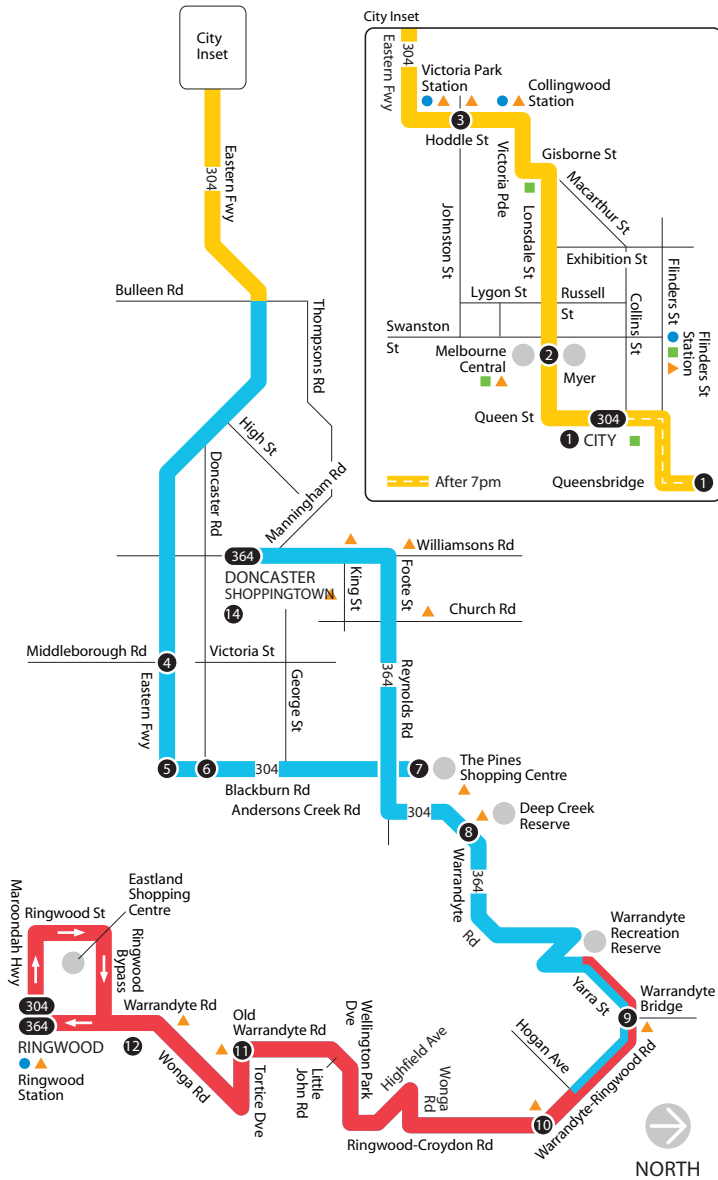 City
Inset
Eastern Fwy
304
Bulleen Rd
Thompsons Rd
High St
Doncaster Rd
Manningham Rd
364
DONCASTER
SHOPPINGTOWN
14
King St
Foote St
Williamsons Rd
Church Rd
Middleborough Rd
4
Victoria St
George St
Eastern Fwy
364
Reynolds Rd
5
6
304
7
Blackburn Rd
The Pines
Shopping Centre
Andersons Creek Rd
304
Deep Creek
Reserve
8
Warrandyte
Rd
364
Warrandyte
Recreation
Reserve
Yarra St
Warrandyte
Bridge
9
Hogan Ave
Warrandyte-Ringwood Rd
10
Ringwood-Croydon Rd
Wonga
Rd
Highfield Ave
Wellington Park
Dve
Little
John Rd
Old
Warrandyte Rd
11
Tortice Dve
Warrandyte Rd
Wonga Rd
12
Eastland
Shopping
Centre
Ringwood St
Ringwood
Bypass
Maroondah Hwy
304
364
RINGWOOD
Ringwood
Station
NORTH
City Inset
304
Eastern Fwy
Victoria Park
Station
Collingwood
Station
3
Hoddle St
Victoria Pde
Gisborne St
Macarthur St
Johnston St
Lonsdale St
Exhibition St
Lygon St
Russell
St
Collins St
Flinders St
Flinders St
Station
Swanston
St
Melbourne
Central
2
Myer
Queen St
304
1
CITY
After 7pm
Queensbridge
1